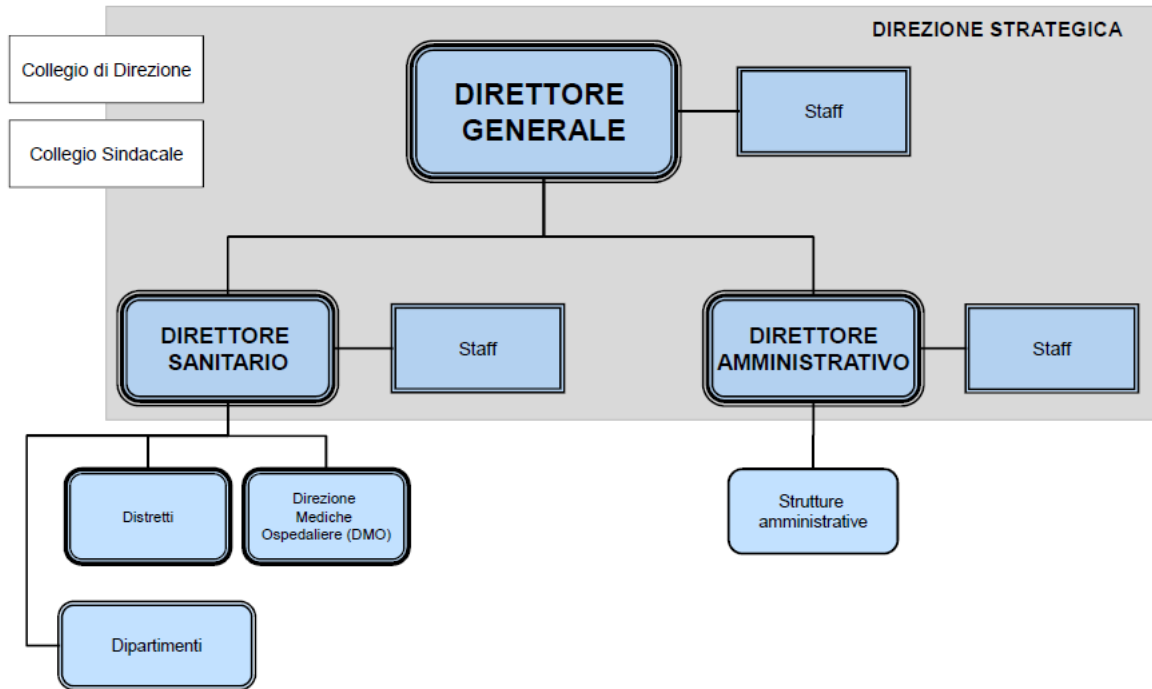 DIREZIONE STRATEGICA
Collegio di Direzione
Collegio Sindacale
DIRETTORE
GENERALE
Staff
DIRETTORE
SANITARIO
Staff
DIRETTORE
AMMINISTRATIVO
Staff
Distretti
Direzione
Mediche
Ospedaliere (DMO)
Strutture
amministrative
Dipartimenti